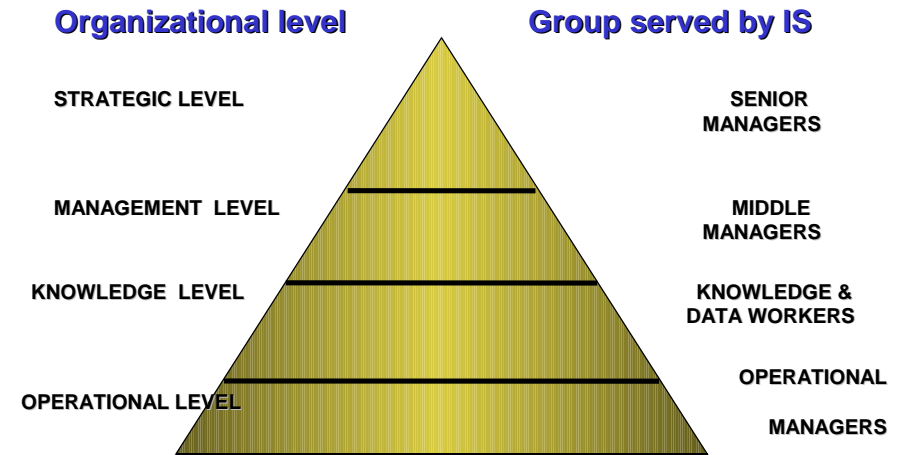 Organizational level
Group served by IS
STRATEGIC LEVEL
SENIOR
MANAGERS
MANAGEMENT LEVEL
MIDDLE
MANAGERS
KNOWLEDGE LEVEL
KNOWLEDGE &
DATA WORKERS
OPERATIONAL LEVEL
OPERATIONAL
MANAGERS